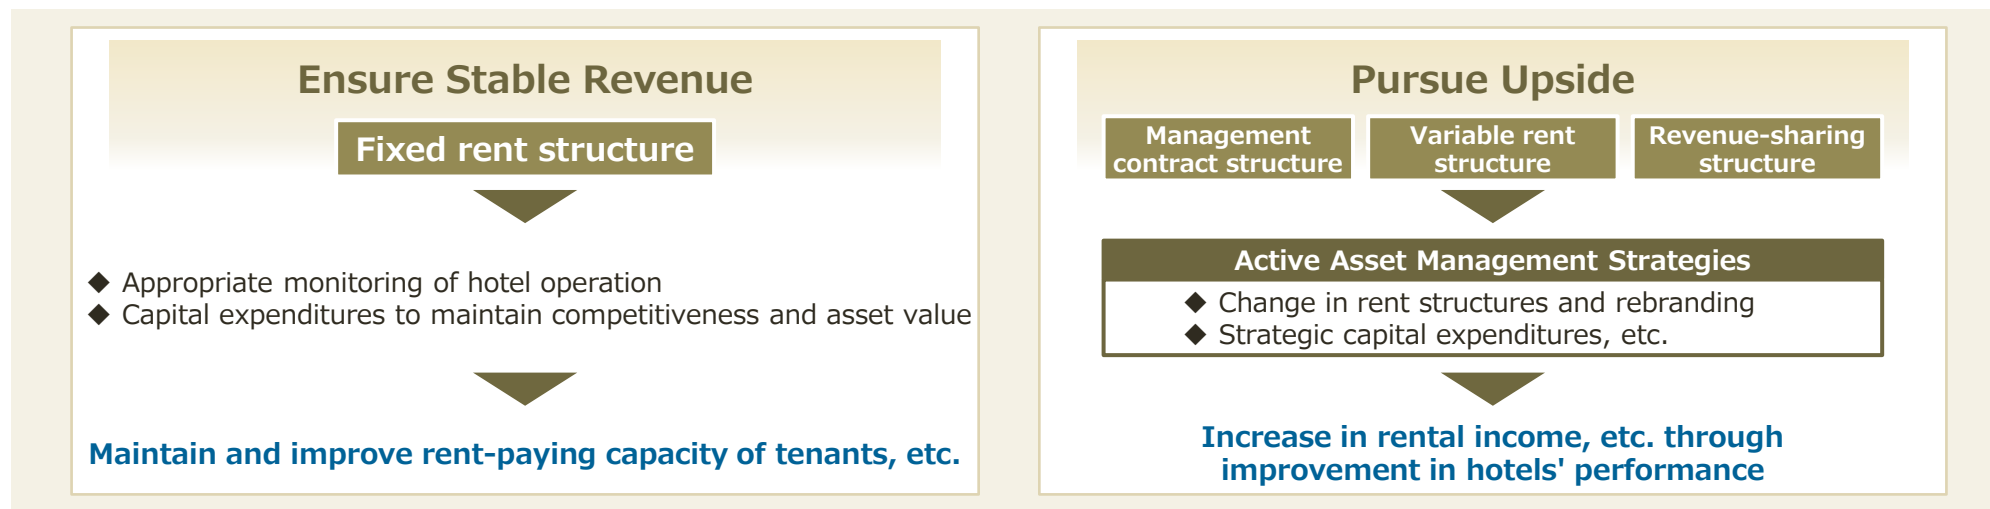 Ensure Stable Revenue
Fixed rent structure
◆ Appropriate monitoring of hotel operation
◆ Capital expenditures to maintain competitiveness and asset value
Maintain and improve rent-paying capacity of tenants, etc.
Pursue Upside
Management
contract structure
Variable rent
structure
Revenue-sharing
structure
Active Asset Management Strategies
◆ Change in rent structures and rebranding
◆ Strategic capital expenditures, etc.
Increase in rental income, etc. through
improvement in hotels' performance